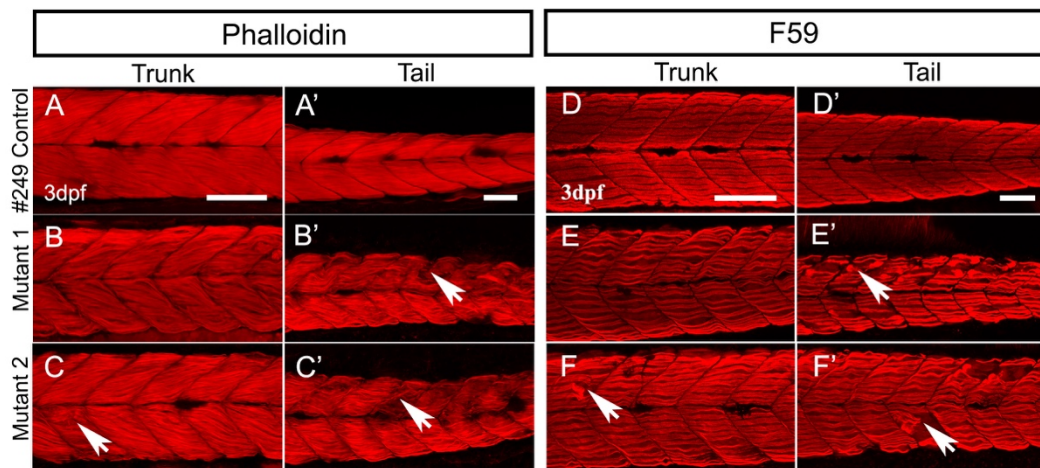 Phalloidin F59
Trunk Tail Trunk Tail
#249 Control
A A' D D'
3dpf 3dpf
Mutant 1
B B' E E'
Mutant 2
C C' F F'